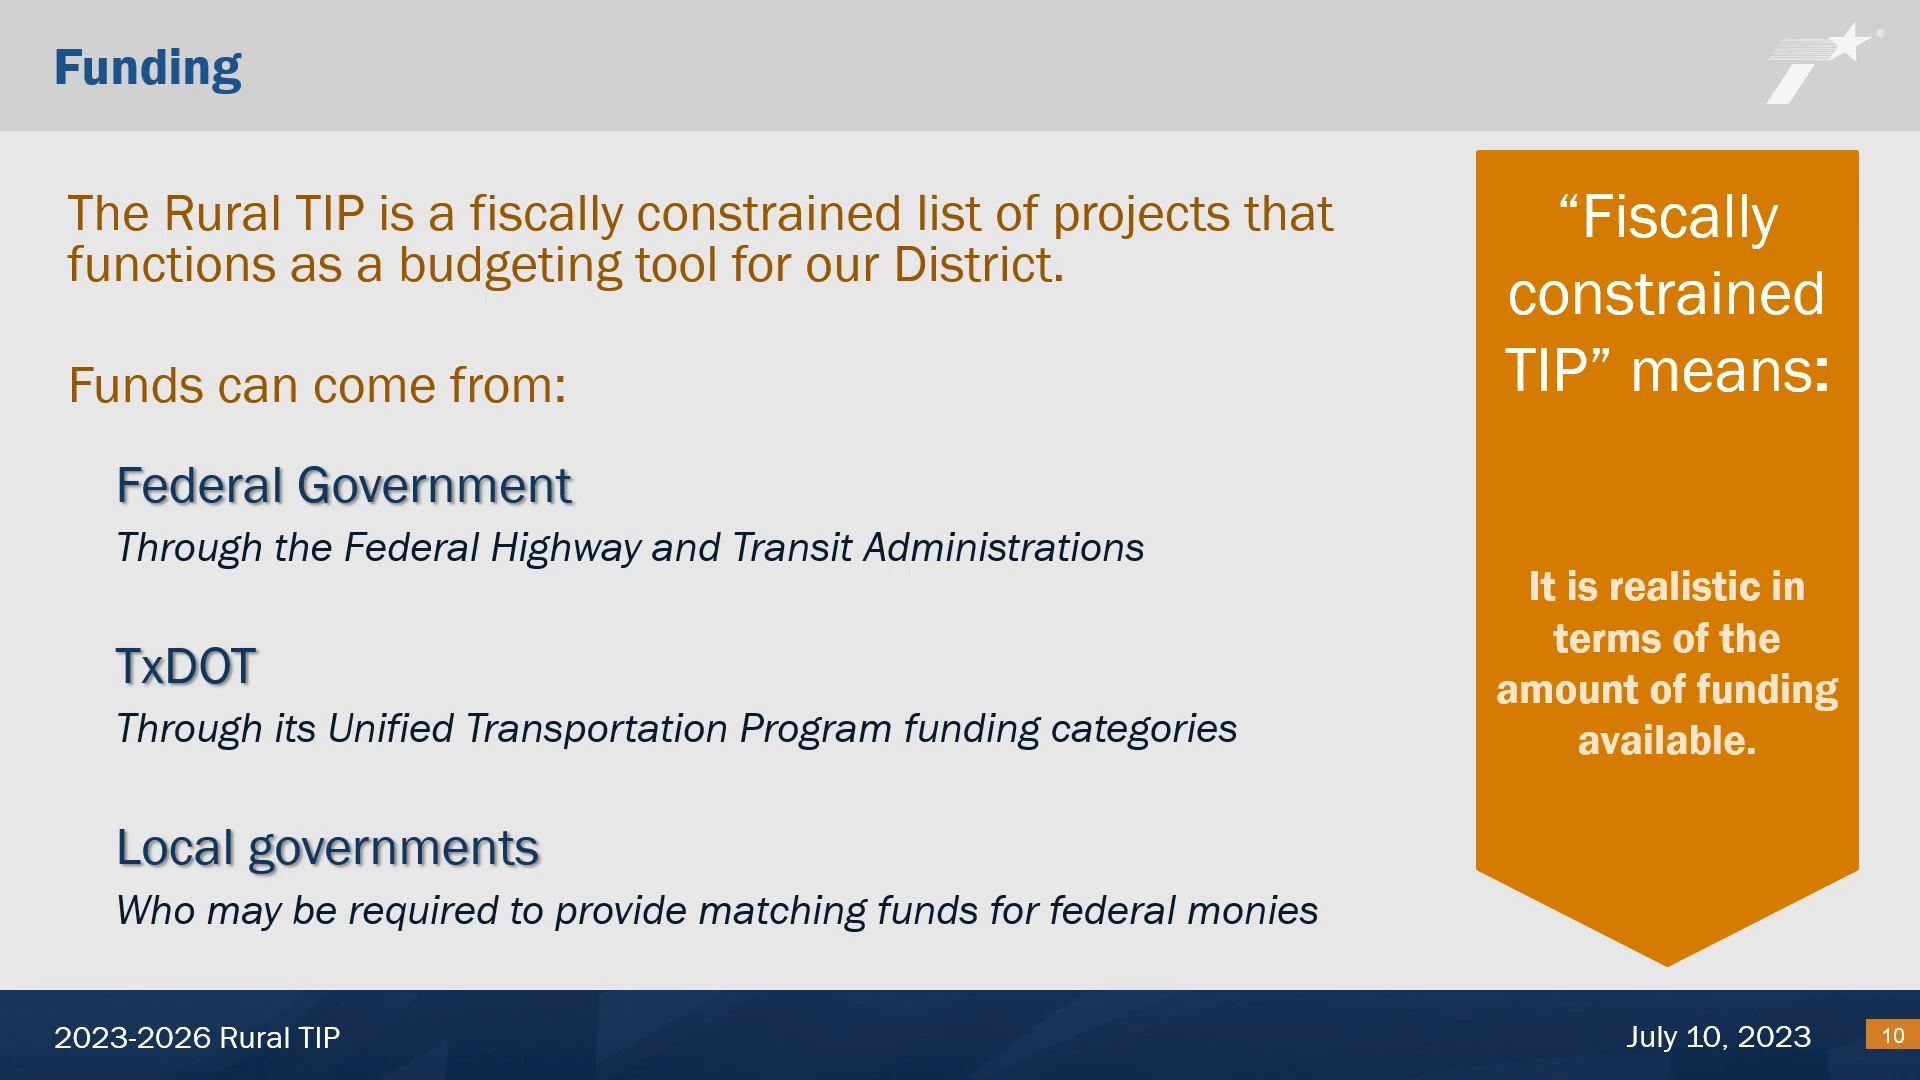 Funding
®
The Rural TIP is a fiscally constrained list of projects that
functions as a budgeting tool for our District.
Funds can come from:
Federal Government
Through the Federal Highway and Transit Administrations
TxDOT
Through its Unified Transportation Program funding categories
Local governments
Who may be required to provide matching funds for federal monies
“Fiscally
constrained
TIP” means:
It is realistic in
terms of the
amount of funding
available.
2023-2026 Rural TIP
July 10, 2023
10